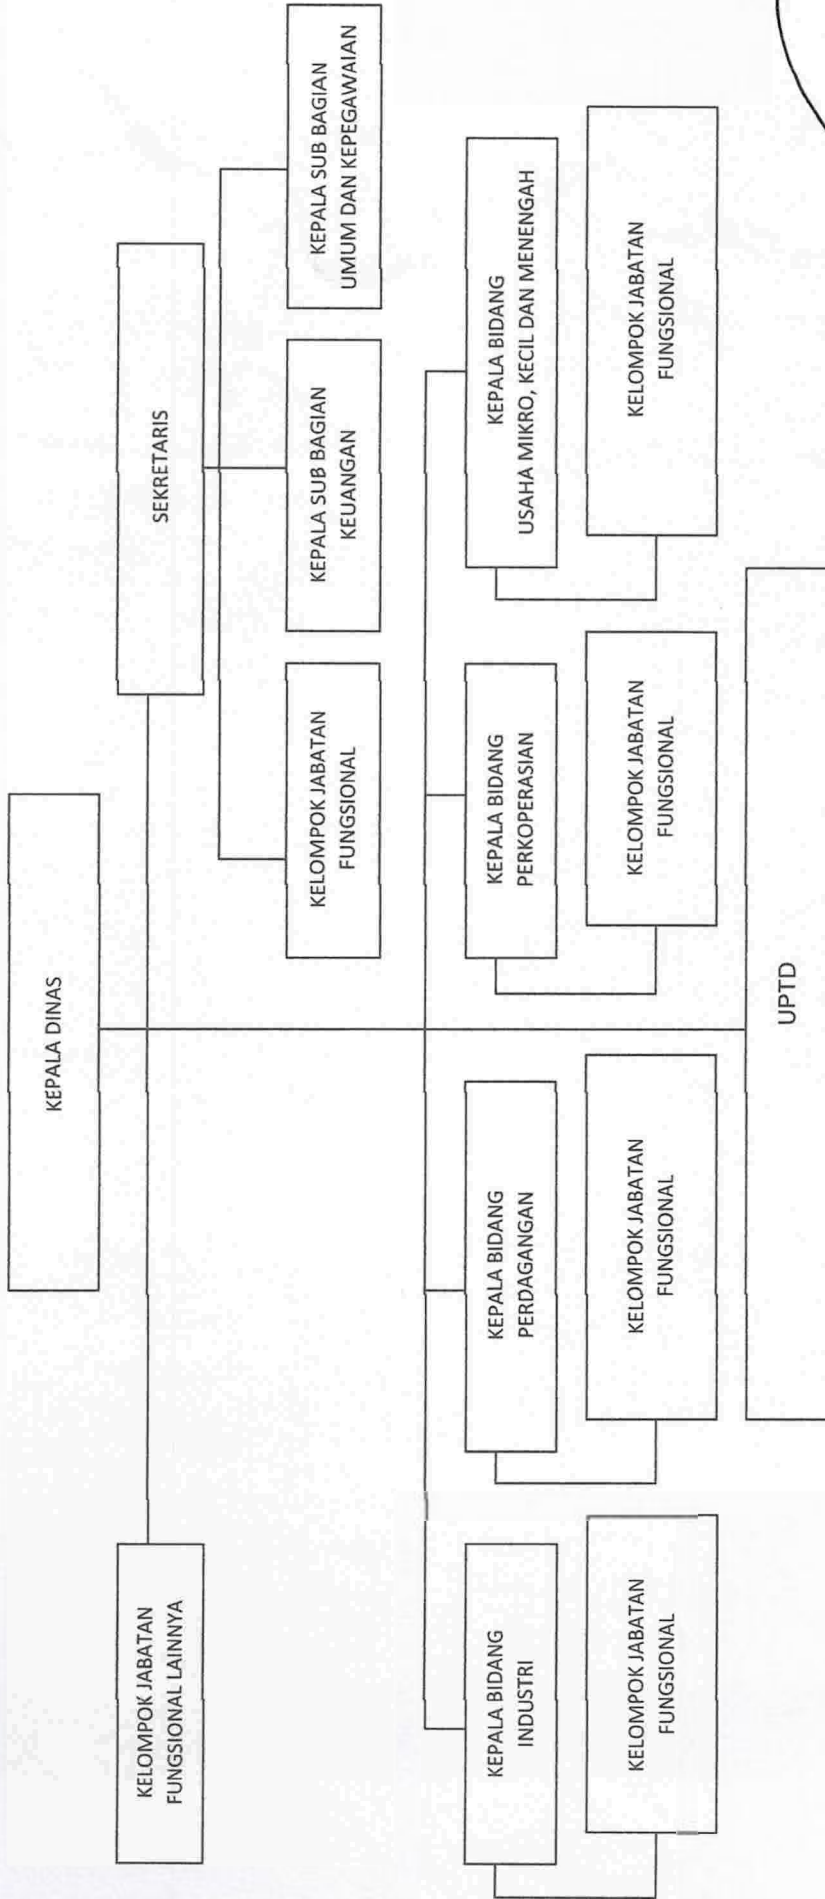 KEPALA DINAS
KELOMPOK JABATAN
FUNGSIONAL LAINNYA
SEKRETARIS
KELOMPOK JABATAN
FUNGSIONAL
KEPALA SUB BAGIAN
KEUANGAN
KEPALA SUB BAGIAN
UMUM DAN KEPEGAWAIAN
KEPALA BIDANG
INDUSTRI
KEPALA BIDANG
PERDAGANGAN
KEPALA BIDANG
PERKOPERASIAN
KEPALA BIDANG
USAHA MIKRO, KECIL DAN MENENGAH
KELOMPOK JABATAN
FUNGSIONAL
KELOMPOK JABATAN
FUNGSIONAL
KELOMPOK JABATAN
FUNGSIONAL
KELOMPOK JABATAN
FUNGSIONAL
UPTD